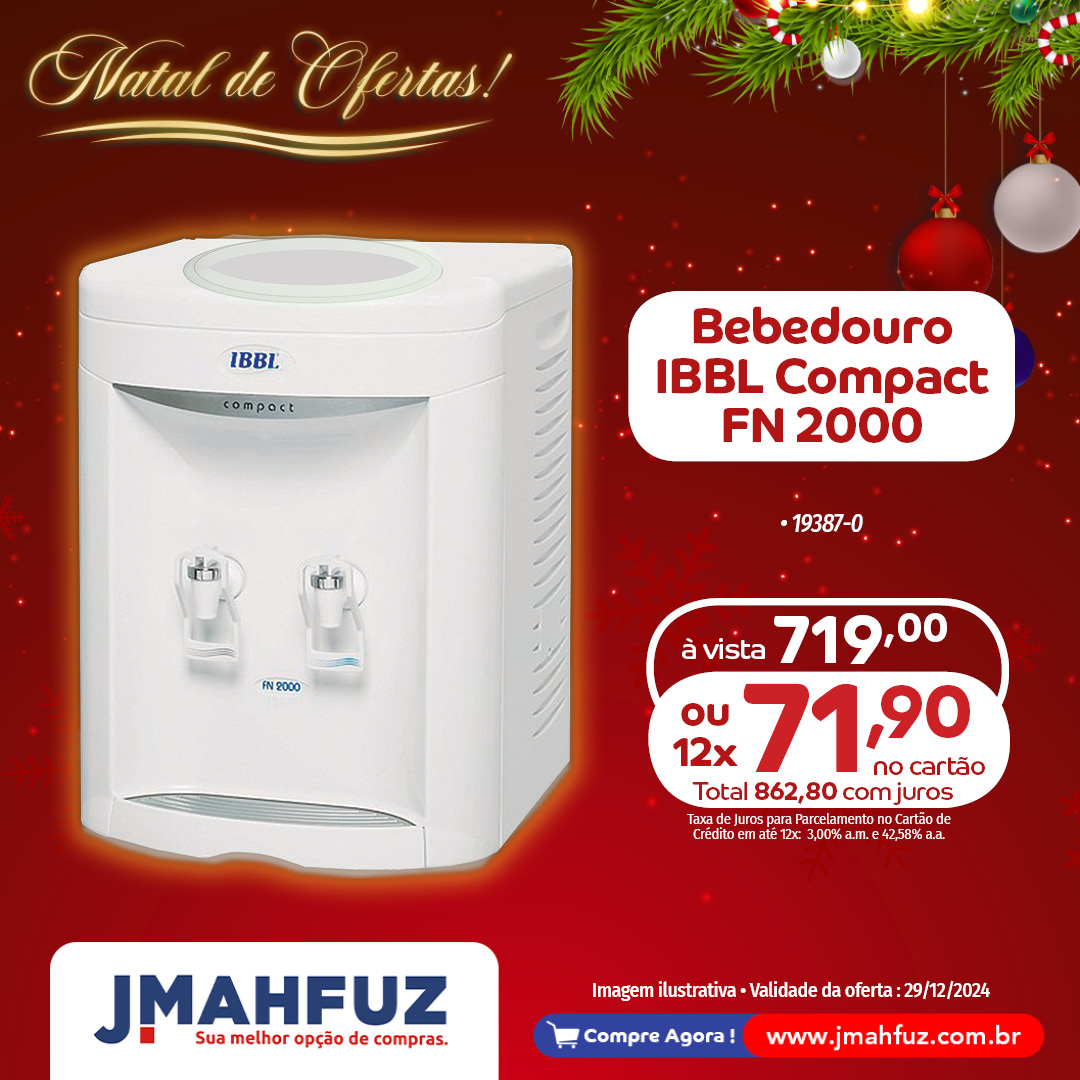 Natal de Ofertas!
IBBL
compact
FN 2000
Bebedouro
IBBL Compact
FN 2000
• 19387-0
à vista 719,00
ou 12x 71,90 no cartão
Total 862,80 com juros
Taxa de Juros para Parcelamento no Cartão de
Crédito em até 12x: 3,00% a.m. e 42,58% a.a.
JMAHFUZ
Sua melhor opção de compras.
Imagem ilustrativa • Validade da oferta : 29/12/2024
Compre Agora ! www.jmahfuz.com.br